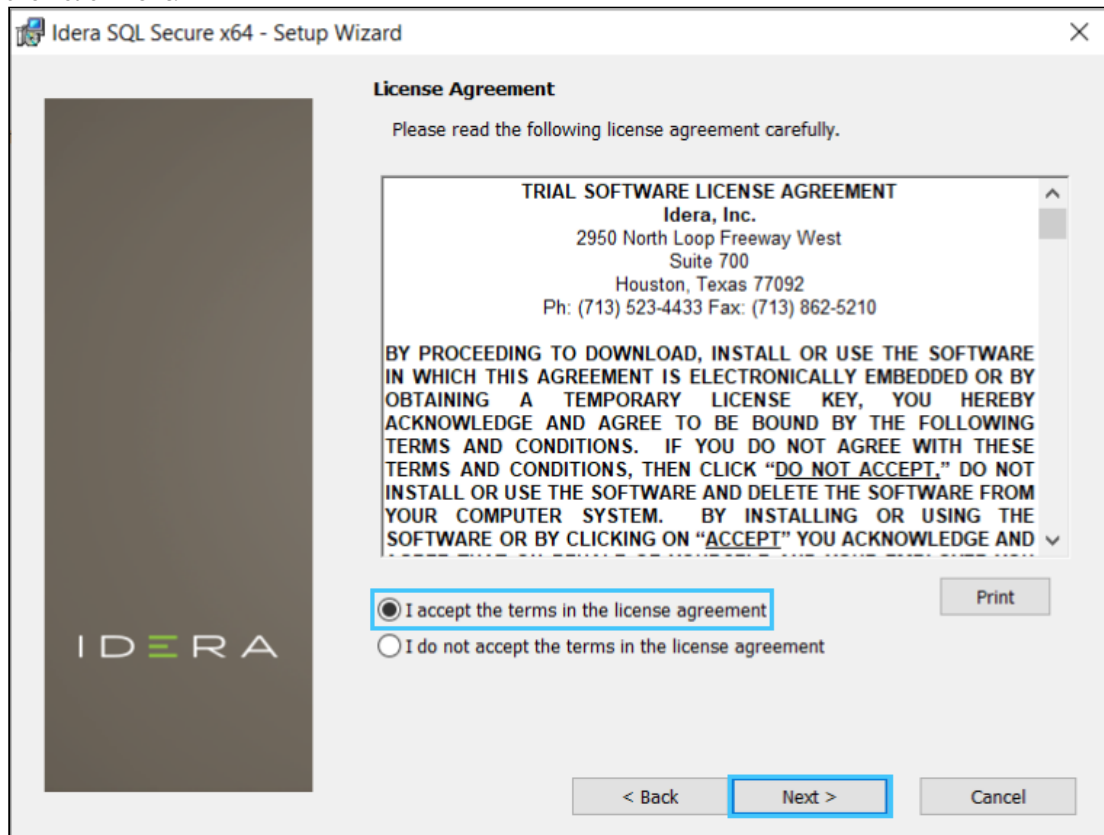 Idera SQL Secure x64 - Setup Wizard
License Agreement
Please read the following license agreement carefully.
TRIAL SOFTWARE LICENSE AGREEMENT
Idera, Inc.
2950 North Loop Freeway West
Suite 700
Houston, Texas 77092
Ph: (713) 523-4433 Fax: (713) 862-5210
BY PROCEEDING TO DOWNLOAD, INSTALL OR USE THE SOFTWARE
IN WHICH THIS AGREEMENT IS ELECTRONICALLY EMBEDDED OR BY
OBTAINING A TEMPORARY LICENSE KEY, YOU HEREBY
ACKNOWLEDGE AND AGREE TO BE BOUND BY THE FOLLOWING
TERMS AND CONDITIONS. IF YOU DO NOT AGREE WITH THESE
TERMS AND CONDITIONS, THEN CLICK “DO NOT ACCEPT,” DO NOT
INSTALL OR USE THE SOFTWARE AND DELETE THE SOFTWARE FROM
YOUR COMPUTER SYSTEM. BY INSTALLING OR USING THE
SOFTWARE OR BY CLICKING ON “ACCEPT” YOU ACKNOWLEDGE AND
I accept the terms in the license agreement
Print
I do not accept the terms in the license agreement
IDERA
< Back
Next >
Cancel